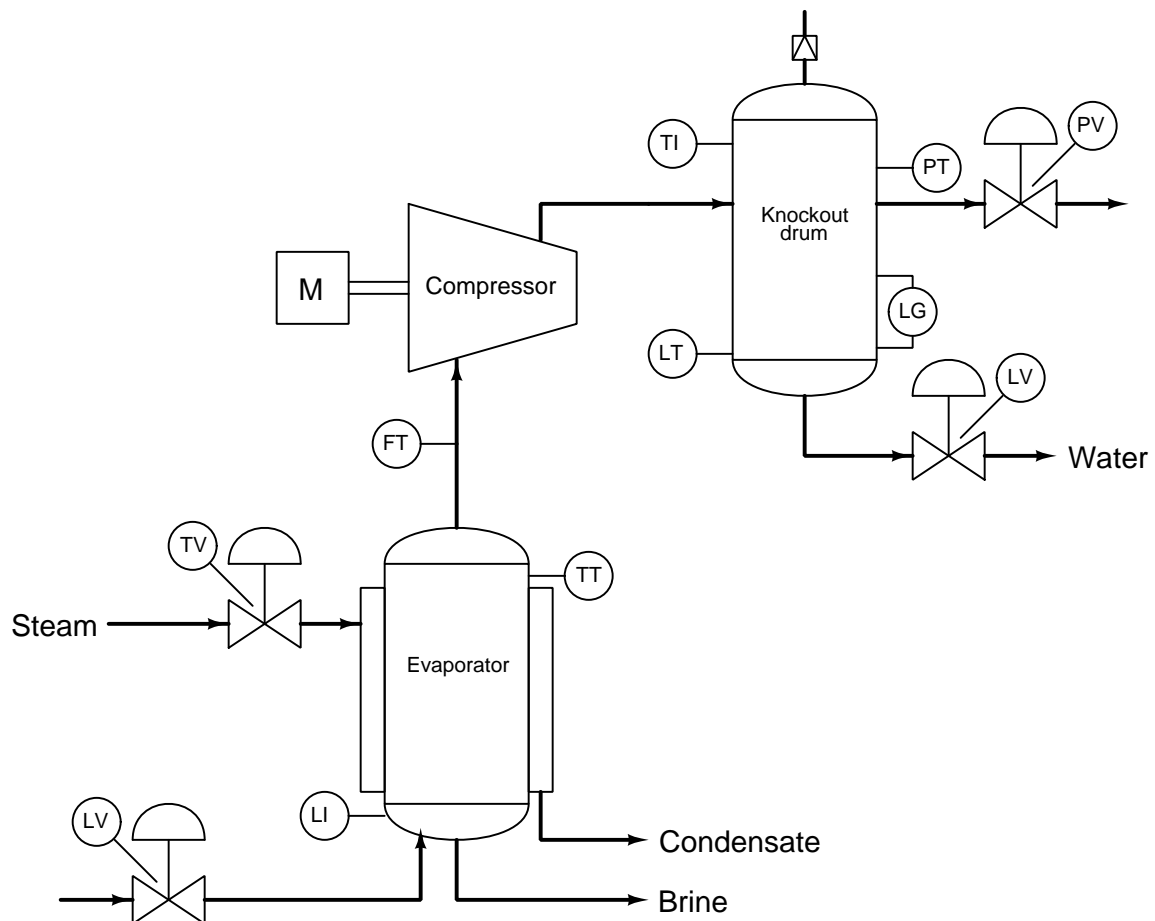 TI
PV
PT
Knockout
drum
M
Compressor
LG
LT
LV
FT
Water
TV
TT
Steam
Evaporator
LI
LV
Condensate
Brine